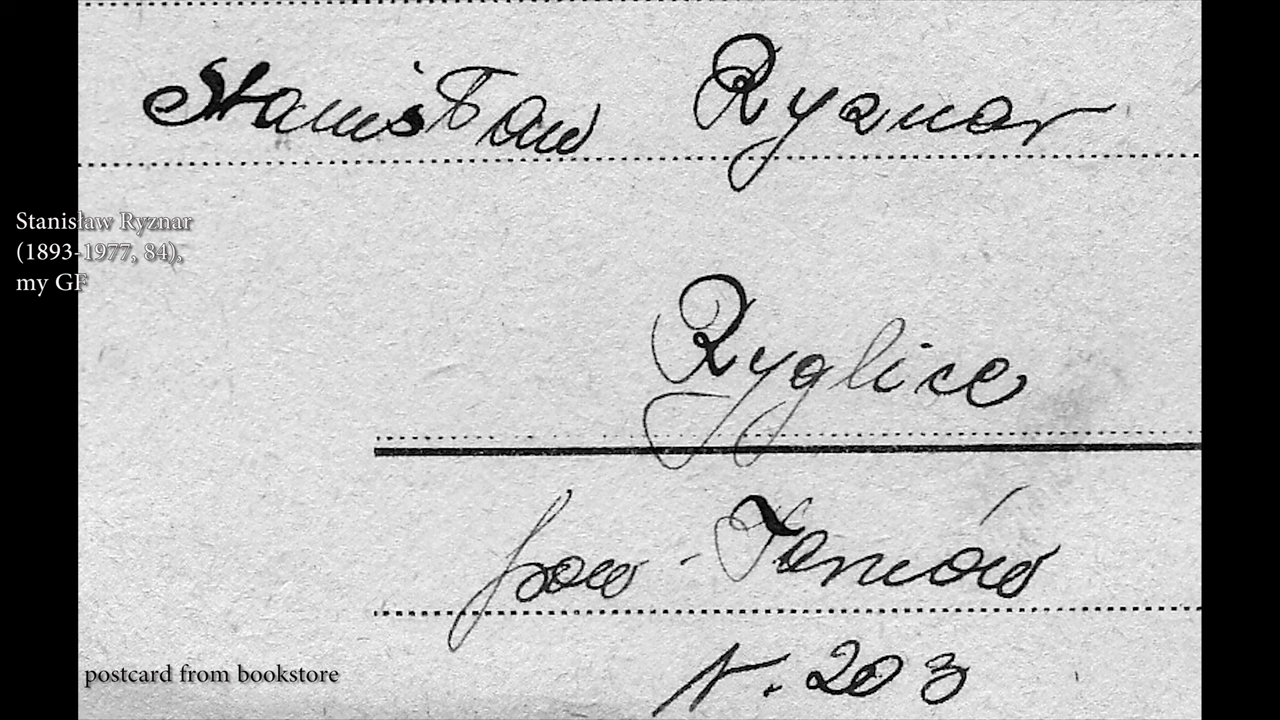 Stanisław Ryznar
Stanisław Ryznar
(1893-1977, 84),
my GF
Ryglice
pow - Tarnów
N. 203
postcard from bookstore